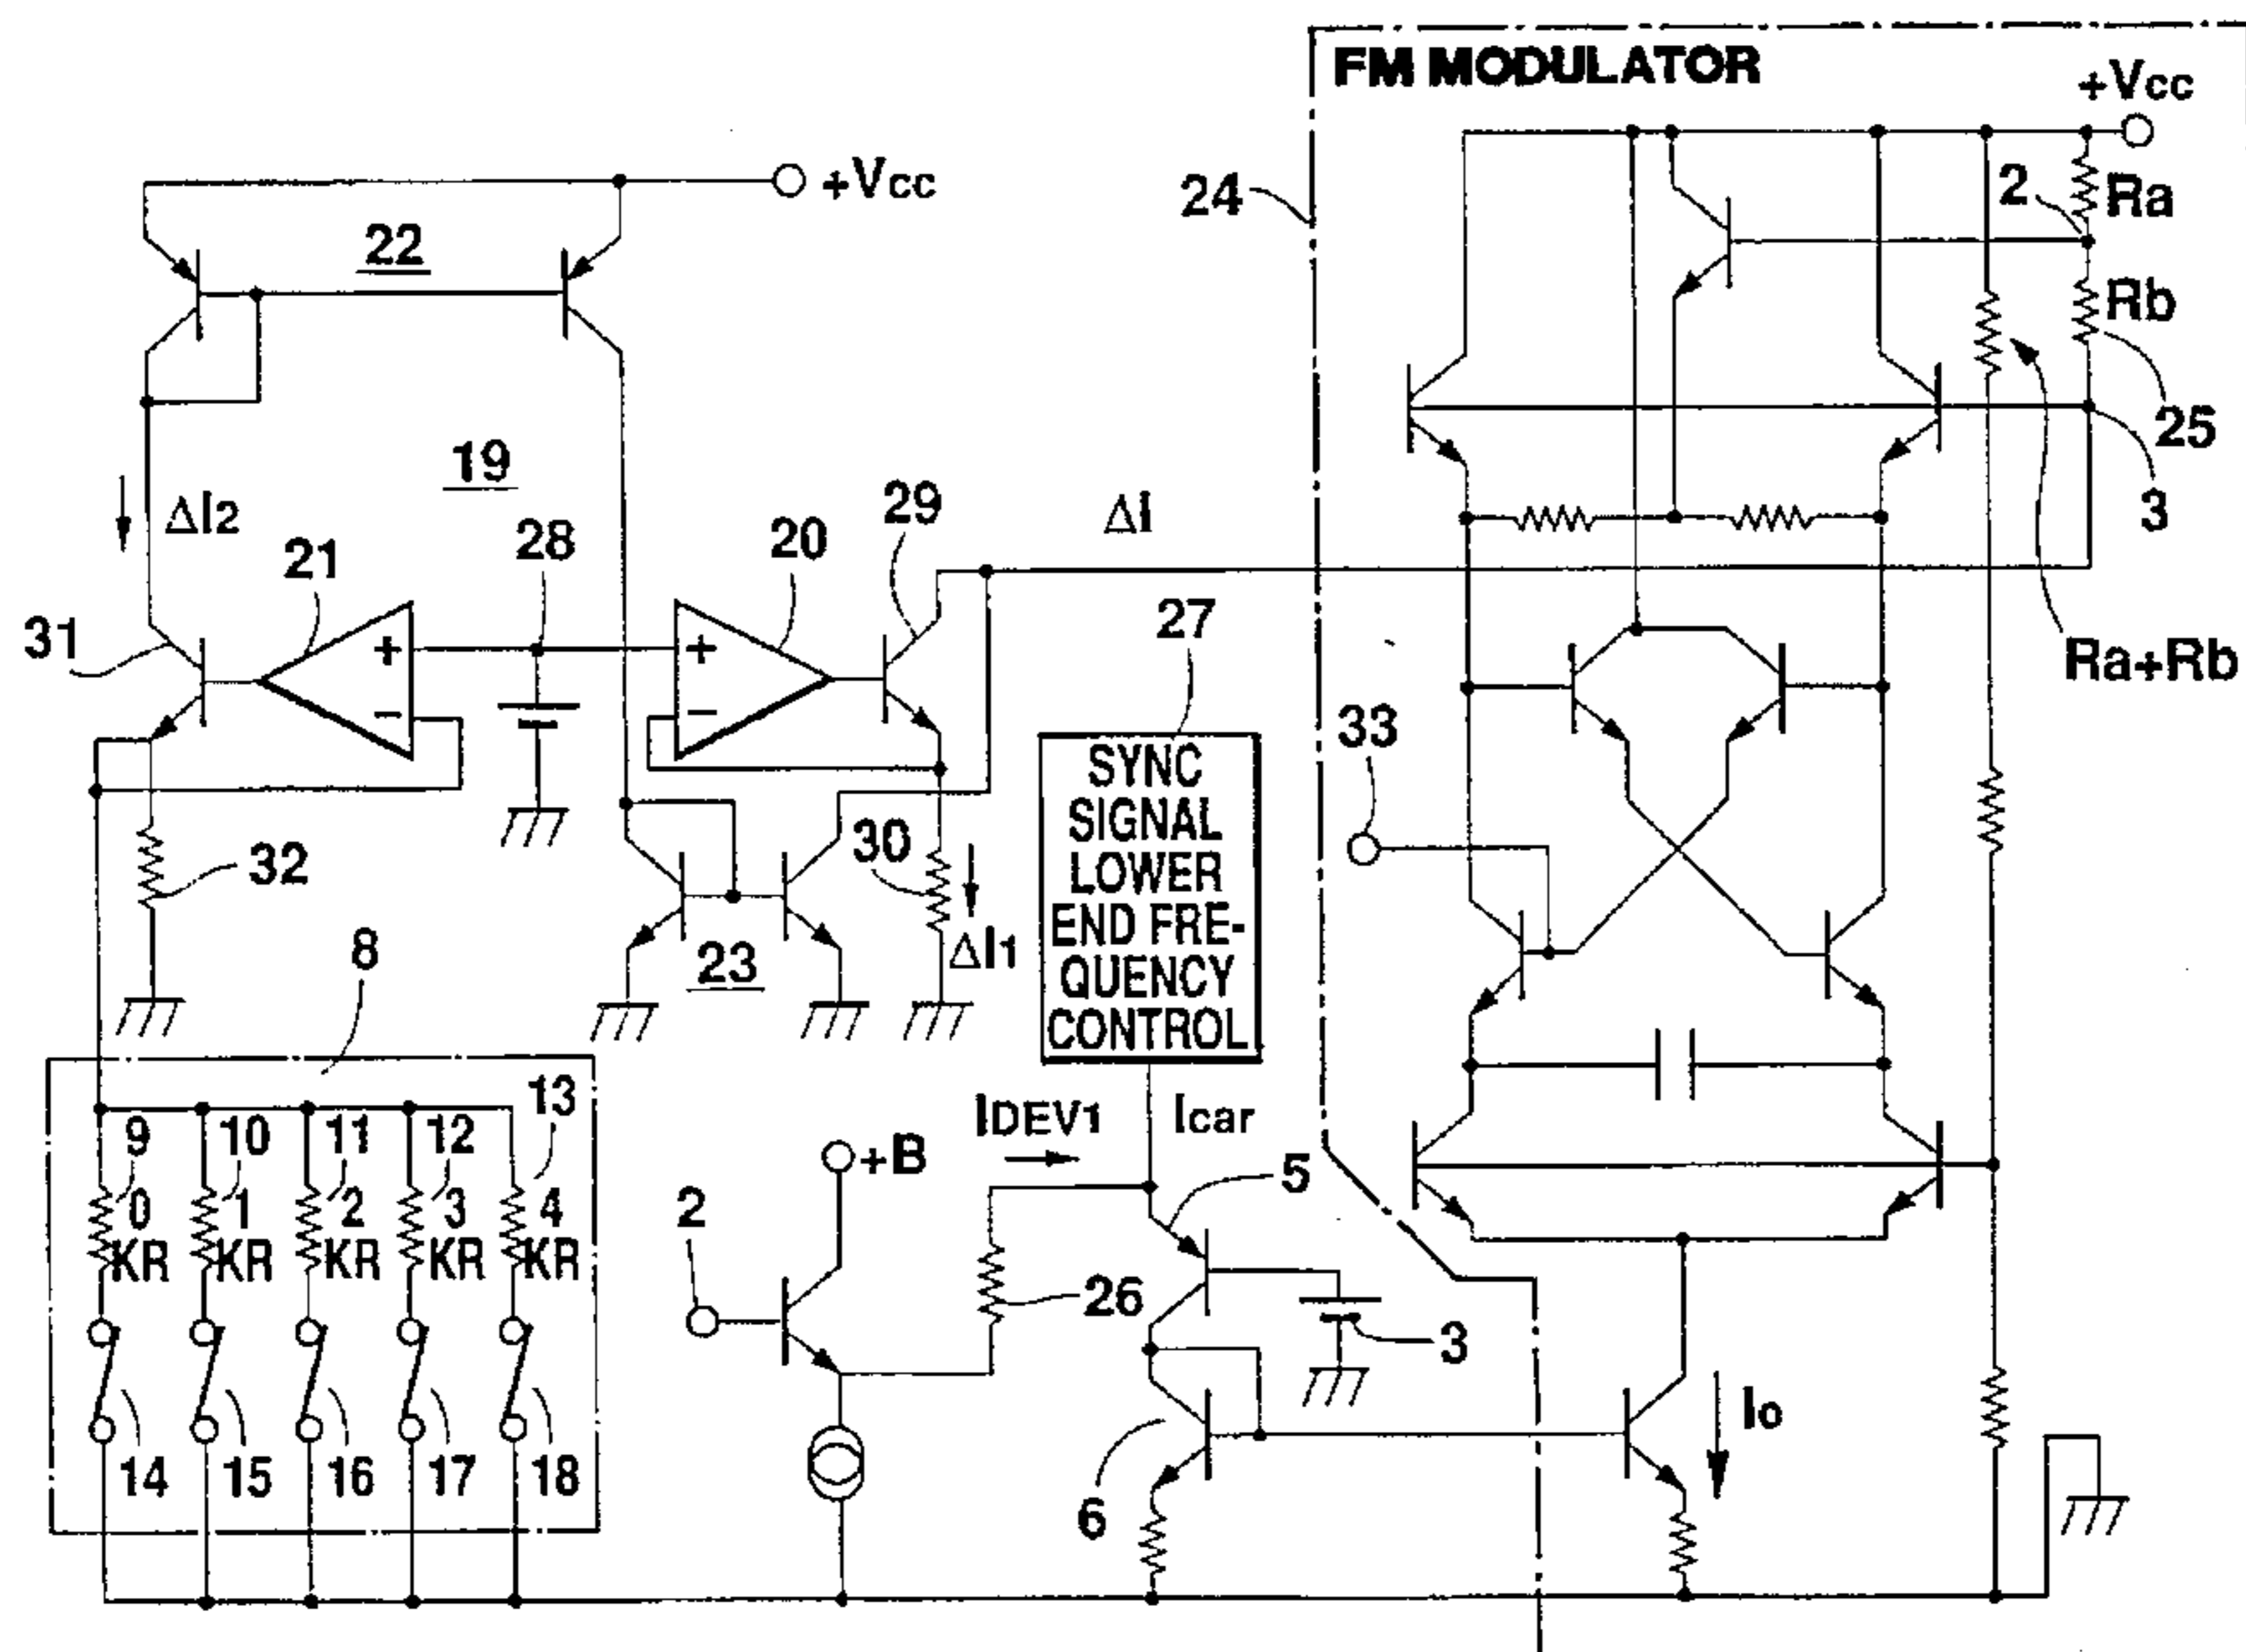 FM MODULATOR
+Vcc
24
2
Ra
+Vcc
22
Rb
25
19
3
ΔI2
29
ΔI
28
20
21
31
+
+
27
Ra+Rb
−
−
33
SYNC
SIGNAL
LOWER
END FRE-
QUENCY
CONTROL
30
32
8
23
ΔI1
13
IDEV1
Icar
9
10
11
12
+B
5
0
1
2
3
4
2
KR
KR
KR
KR
KR
26
3
Io
14
15
16
17
18
6